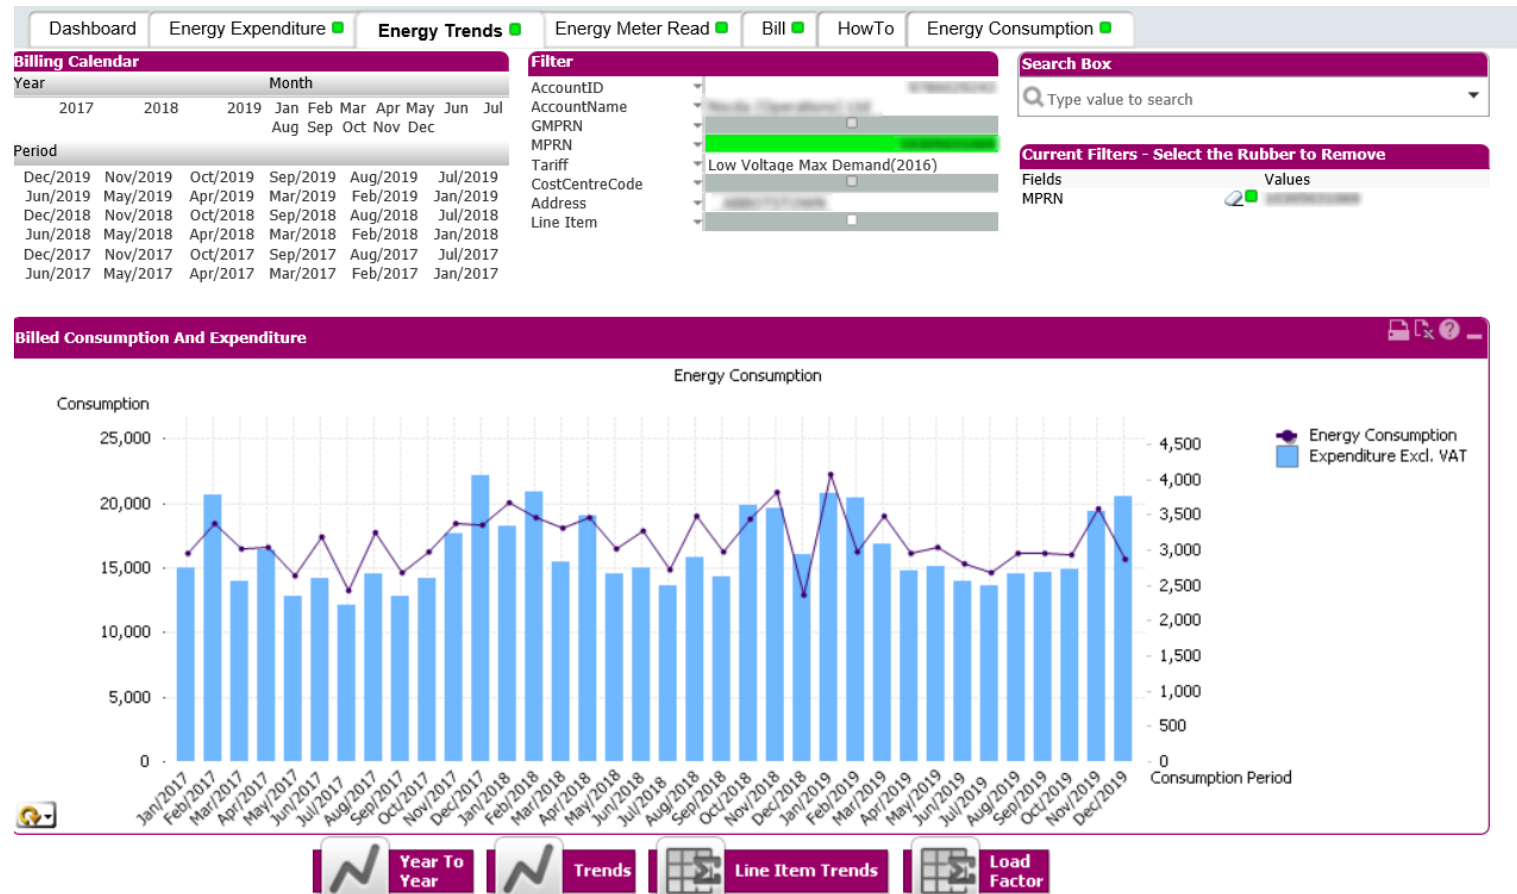 Dashboard Energy Expenditure Energy Trends Energy Meter Read Bill HowTo Energy Consumption
Billing Calendar
Year Month
2017 2018 2019 Jan Feb Mar Apr May Jun Jul
Aug Sep Oct Nov Dec
Period
Dec/2019 Nov/2019 Oct/2019 Sep/2019 Aug/2019 Jul/2019
Jun/2019 May/2019 Apr/2019 Mar/2019 Feb/2019 Jan/2019
Dec/2018 Nov/2018 Oct/2018 Sep/2018 Aug/2018 Jul/2018
Jun/2018 May/2018 Apr/2018 Mar/2018 Feb/2018 Jan/2018
Dec/2017 Nov/2017 Oct/2017 Sep/2017 Aug/2017 Jul/2017
Jun/2017 May/2017 Apr/2017 Mar/2017 Feb/2017 Jan/2017
Filter
AccountID
AccountName
GMPRN
MPRN
Tariff Low Voltage Max Demand(2016)
CostCentreCode
Address
Line Item
Search Box
Type value to search
Current Filters - Select the Rubber to Remove
Fields Values
MPRN
Billed Consumption And Expenditure
Energy Consumption
Consumption
25,000
20,000
15,000
10,000
5,000
0
4,500
4,000
3,500
3,000
2,500
2,000
1,500
1,000
500
0
Energy Consumption
Expenditure Excl. VAT
Consumption Period
Jan/2017
Feb/2017
Mar/2017
Apr/2017
May/2017
Jun/2017
Jul/2017
Aug/2017
Sep/2017
Oct/2017
Nov/2017
Dec/2017
Jan/2018
Feb/2018
Mar/2018
Apr/2018
May/2018
Jun/2018
Jul/2018
Aug/2018
Sep/2018
Oct/2018
Nov/2018
Dec/2018
Jan/2019
Feb/2019
Mar/2019
Apr/2019
May/2019
Jun/2019
Jul/2019
Aug/2019
Sep/2019
Oct/2019
Nov/2019
Dec/2019
Year To
Year
Trends
Line Item Trends
Load
Factor